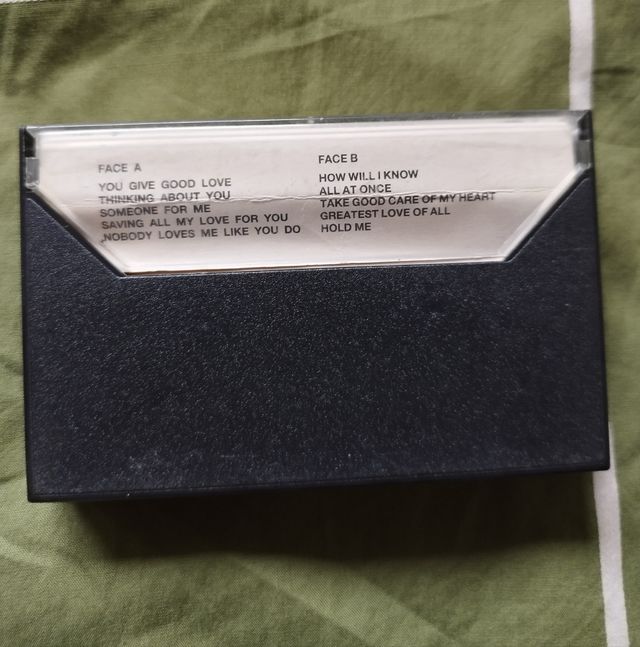 FACE A
YOU GIVE GOOD LOVE
THINKING ABOUT YOU
SOMEONE FOR ME
SAVING ALL MY LOVE FOR YOU
NOBODY LOVES ME LIKE YOU DO
FACE B
HOW WILL I KNOW
ALL AT ONCE
TAKE GOOD CARE OF MY HEART
GREATEST LOVE OF ALL
HOLD ME